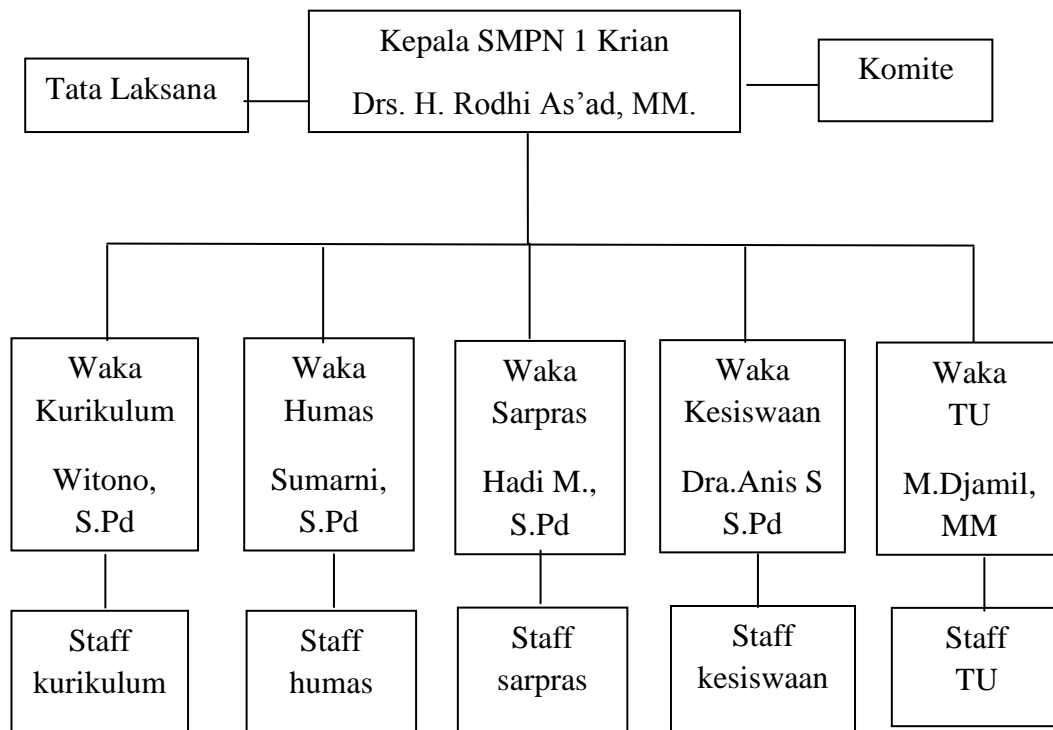 Kepala SMPN 1 Krian
Drs. H. Rodhi As’ad, MM.
Tata Laksana
Komite
Waka
Kurikulum
Witono,
S.Pd
Waka
Humas
Sumarni,
S.Pd
Waka
Sarpras
Hadi M.,
S.Pd
Waka
Kesiswaan
Dra.Anis S
S.Pd
Waka
TU
M.Djamil,
MM
Staff
kurikulum
Staff
humas
Staff
sarpras
Staff
kesiswaan
Staff
TU